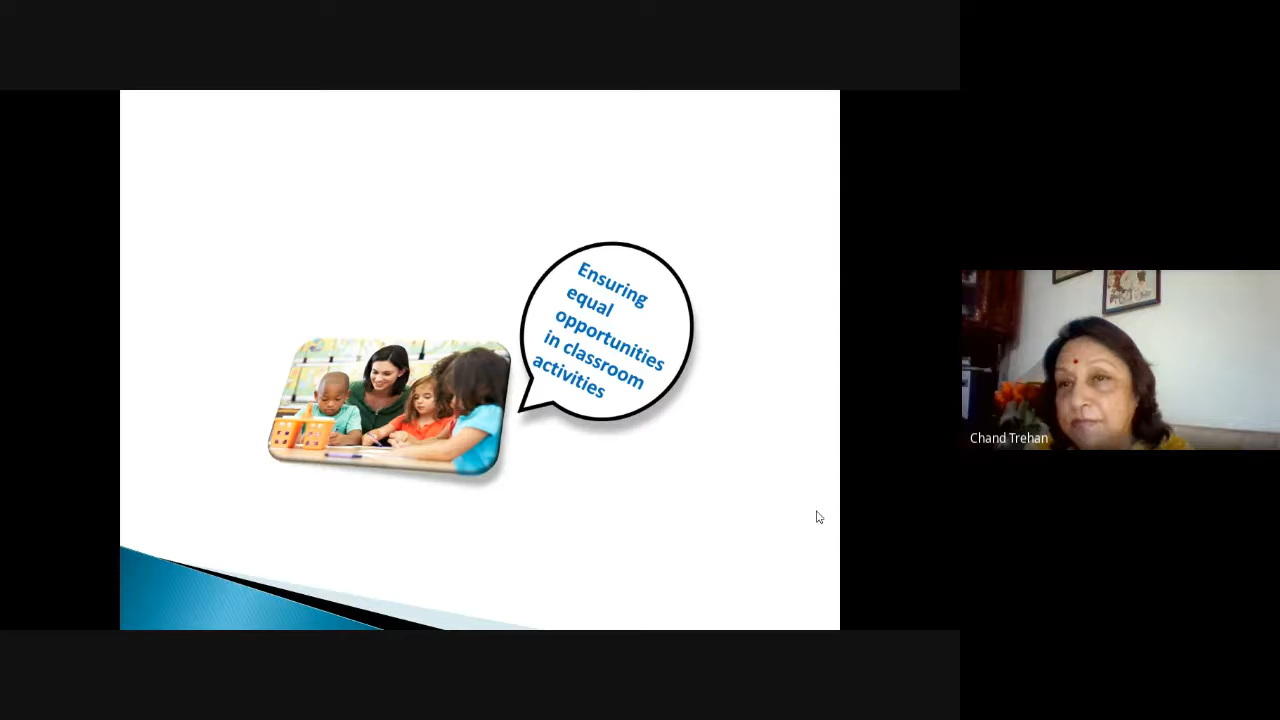 Ensuring
equal
opportunities
in classroom
activities
Chand Trehan